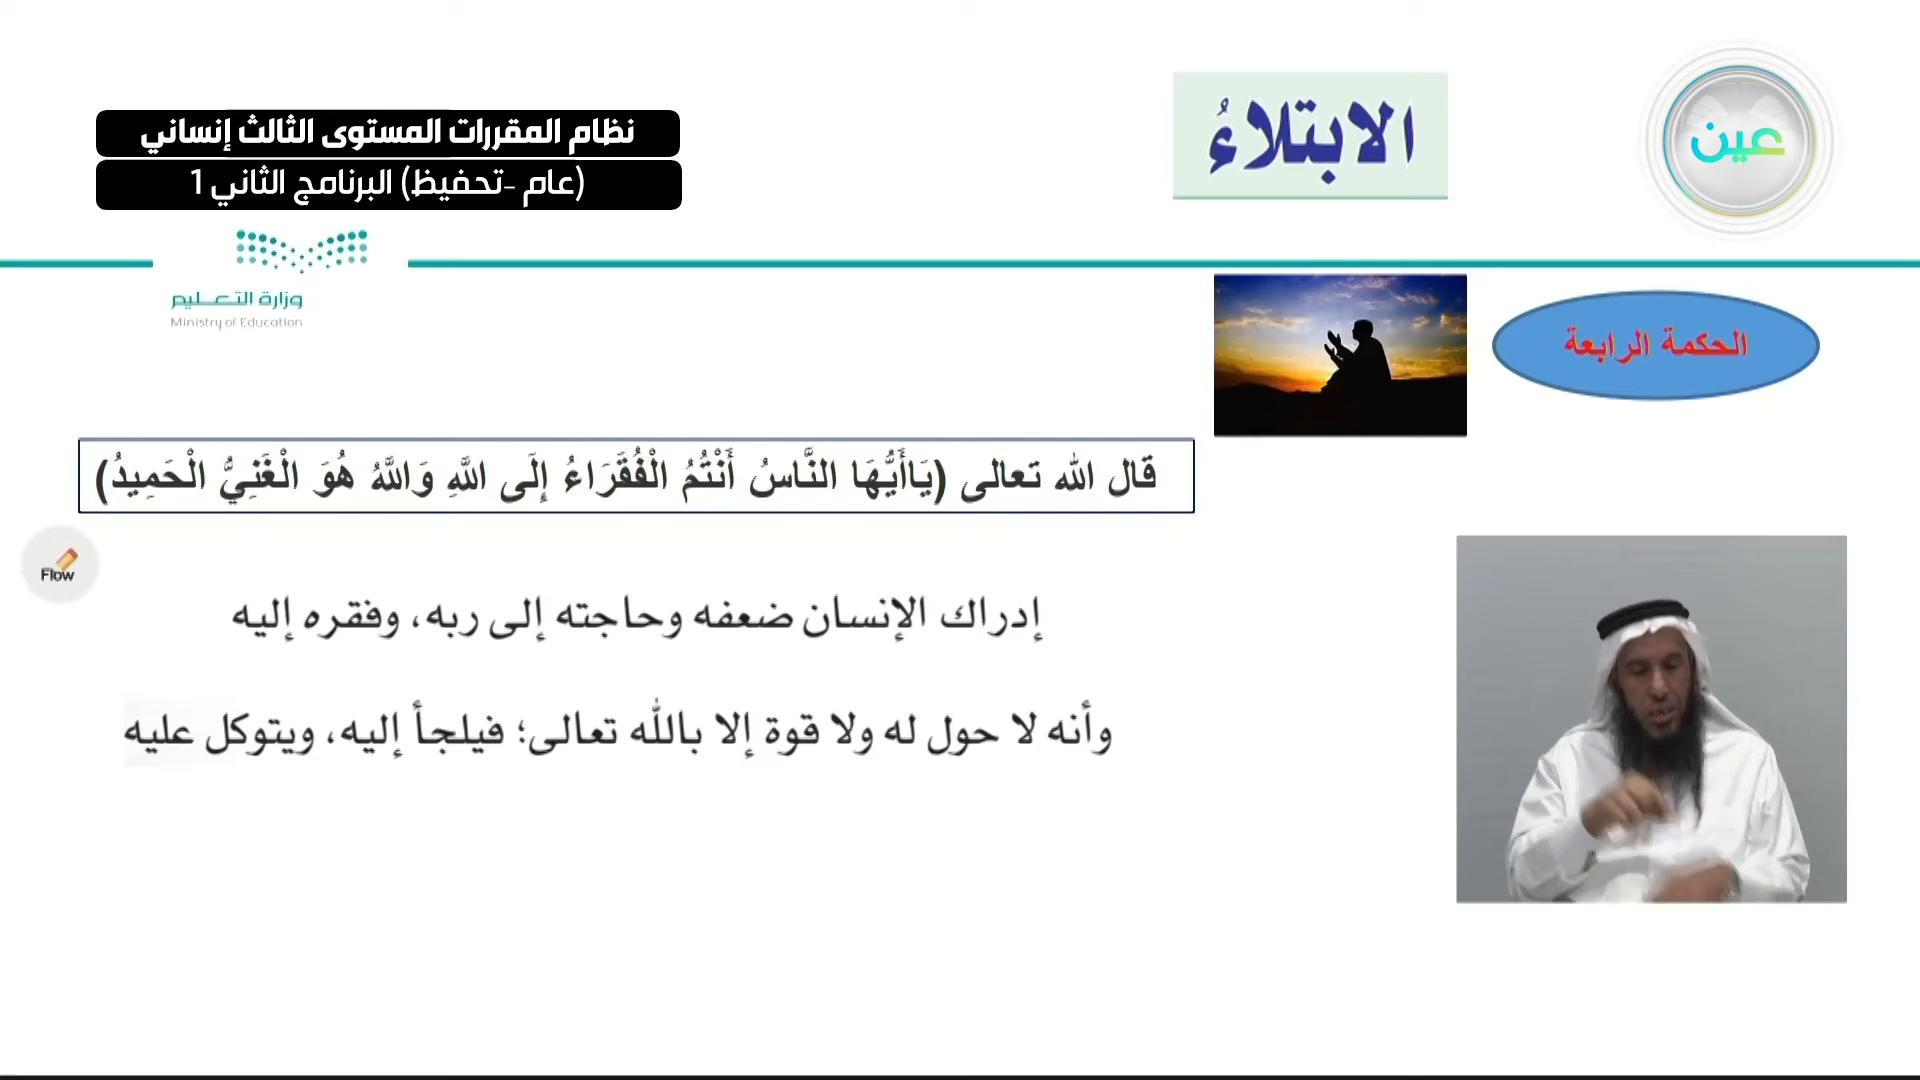 عين
الابتلاءُ
نظام المقررات المستوى الثالث إنساني
(عام -تحفيظ) البرنامج الثاني 1
وزارة التعليم
Ministry of Education
الحكمة الرابعة
قال الله تعالى (يَاأَيُّهَا النَّاسُ أَنْتُمُ الْفُقَرَاءُ إِلَى اللَّهِ وَاللَّهُ هُوَ الْغَنِيُّ الْحَمِيدُ)
Flow
إدراك الإنسان ضعفه وحاجته إلى ربه، وفقره إليه
وأنه لا حول له ولا قوة إلا بالله تعالى؛ فيلجأ إليه، ويتوكل عليه